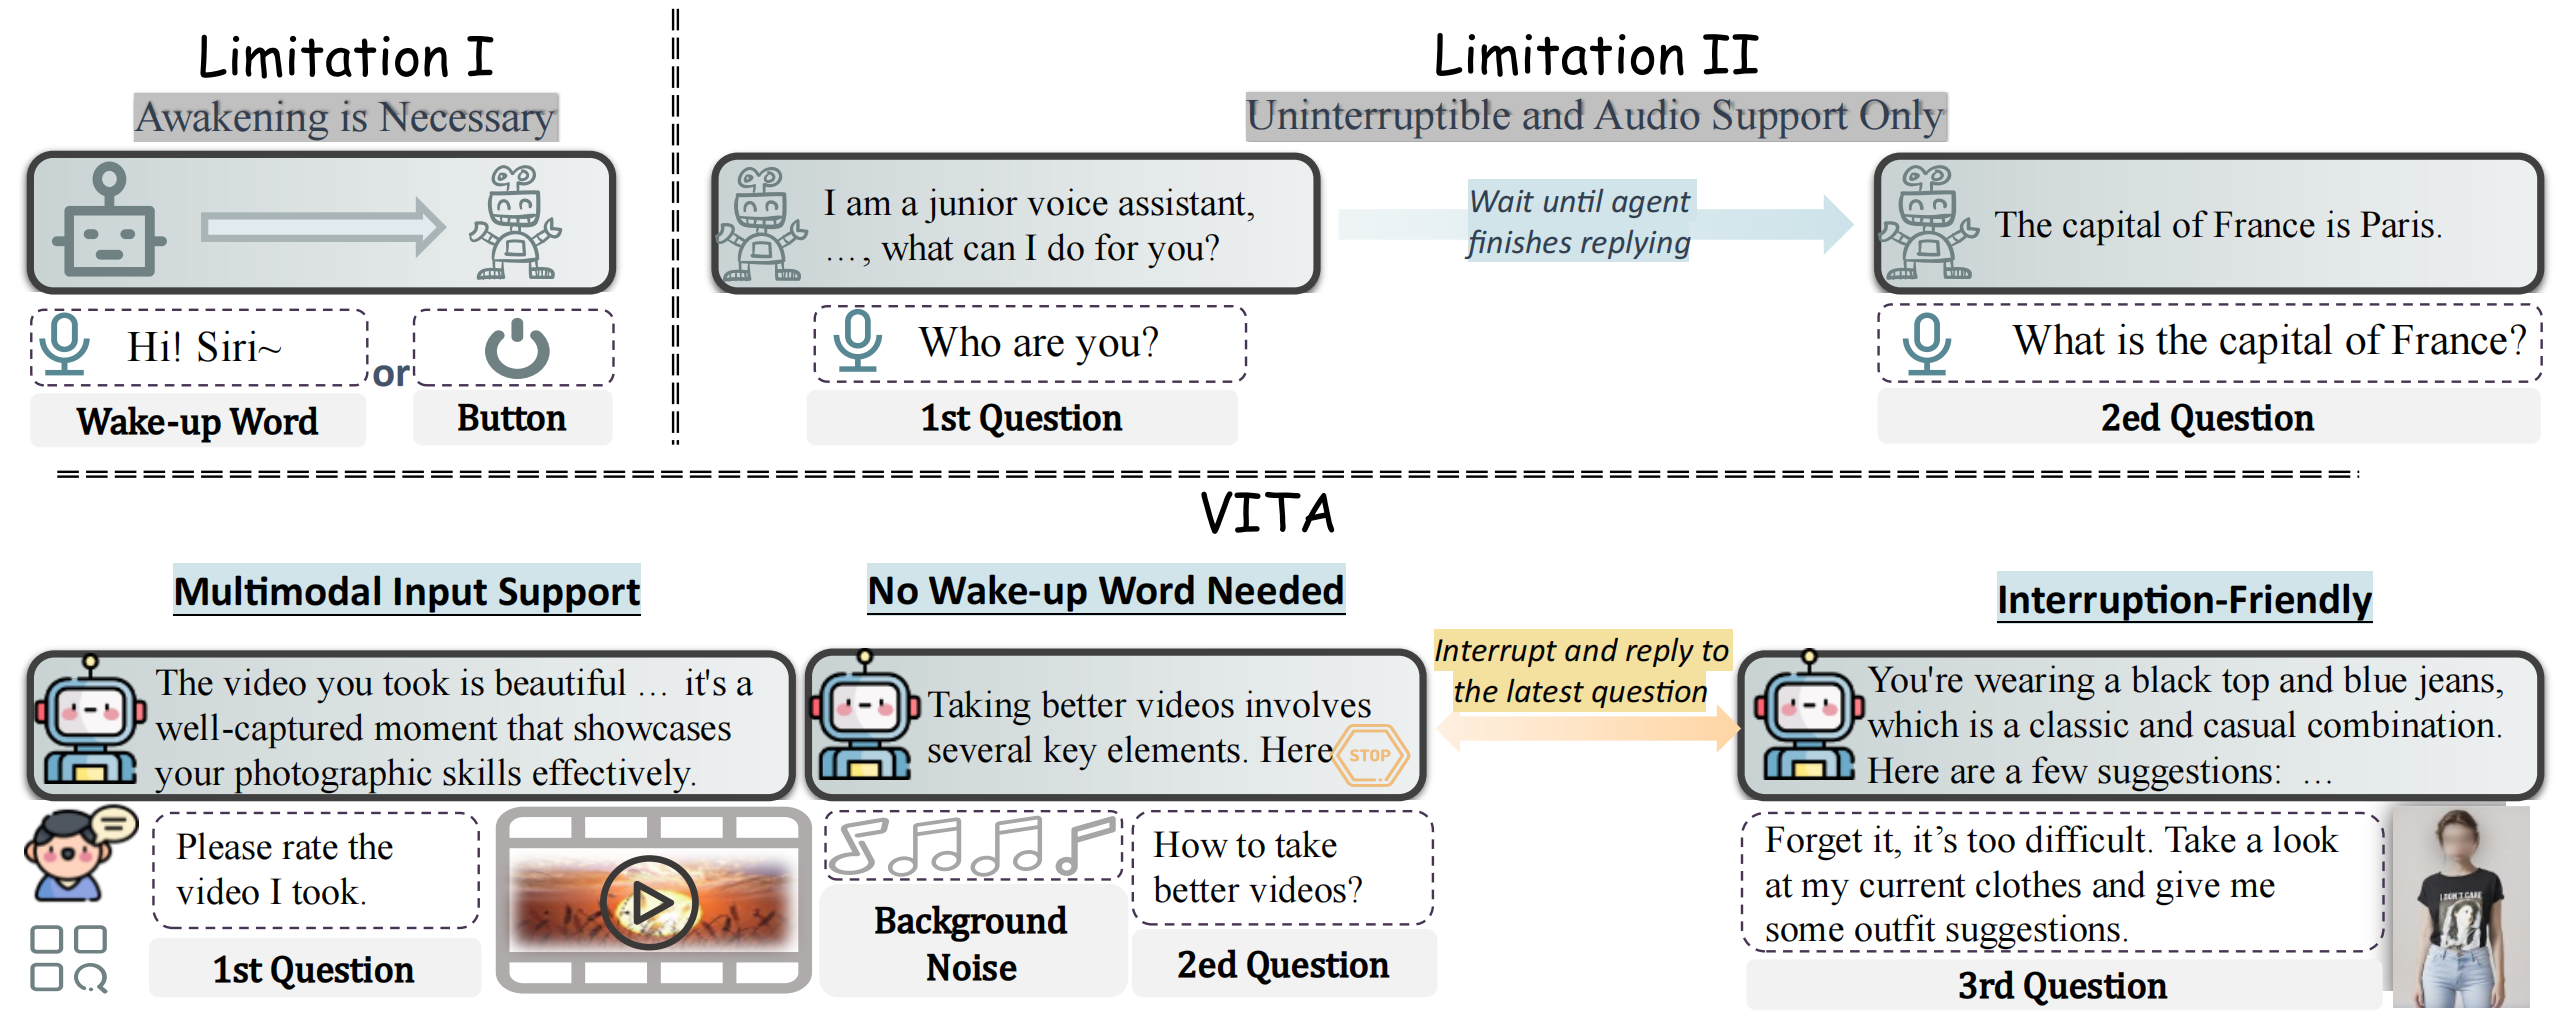 Limitation I
Awakening is Necessary
Hi! Siri~
or
Wake-up Word
Button
Limitation II
Uninterruptible and Audio Support Only
I am a junior voice assistant,
…, what can I do for you?
Wait until agent
finishes replying
The capital of France is Paris.
Who are you?
What is the capital of France?
1st Question
2ed Question
VITA
Multimodal Input Support
The video you took is beautiful … it's a
well-captured moment that showcases
your photographic skills effectively.
Please rate the
video I took.
1st Question
No Wake-up Word Needed
Taking better videos involves
several key elements. Here
STOP
Background
Noise
How to take
better videos?
2ed Question
Interrupt and reply to
the latest question
Interruption-Friendly
You're wearing a black top and blue jeans,
which is a classic and casual combination.
Here are a few suggestions: …
Forget it, it’s too difficult. Take a look
at my current clothes and give me
some outfit suggestions.
3rd Question
I DON'T CARE